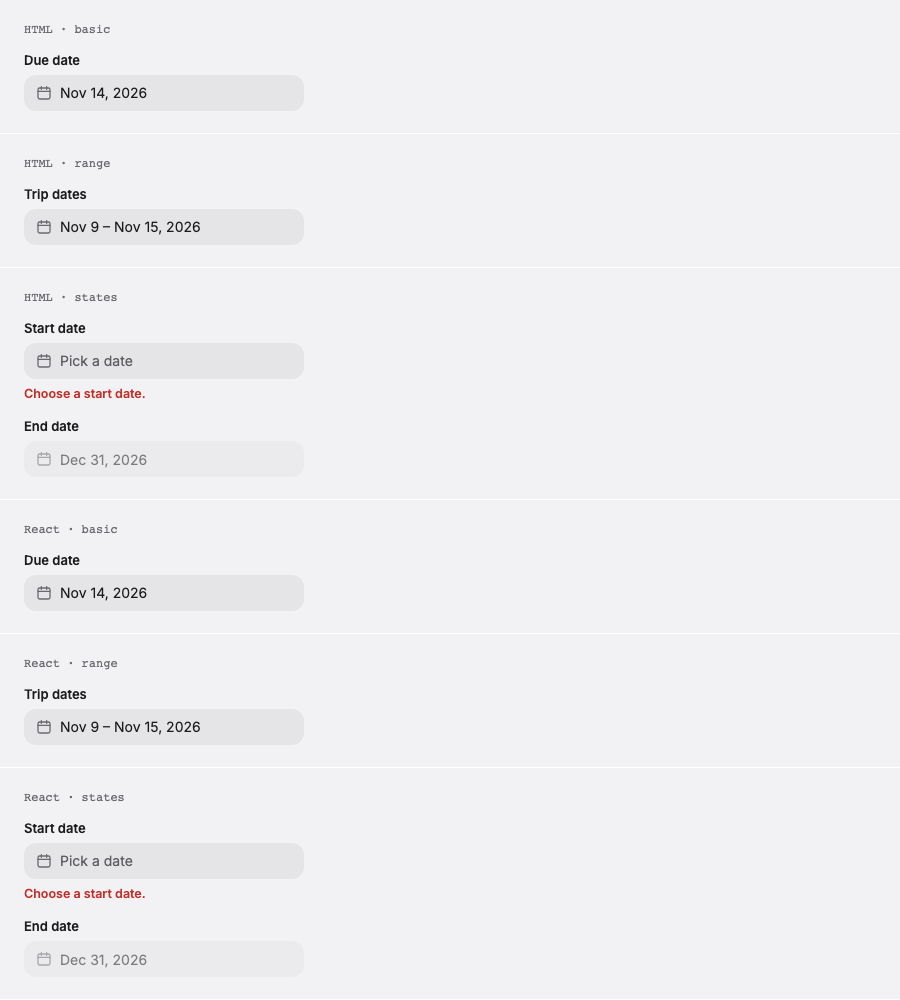 HTML · basic
Due date
Nov 14, 2026
HTML · range
Trip dates
Nov 9 – Nov 15, 2026
HTML · states
Start date
Pick a date
Choose a start date.
End date
Dec 31, 2026
React · basic
Due date
Nov 14, 2026
React · range
Trip dates
Nov 9 – Nov 15, 2026
React · states
Start date
Pick a date
Choose a start date.
End date
Dec 31, 2026